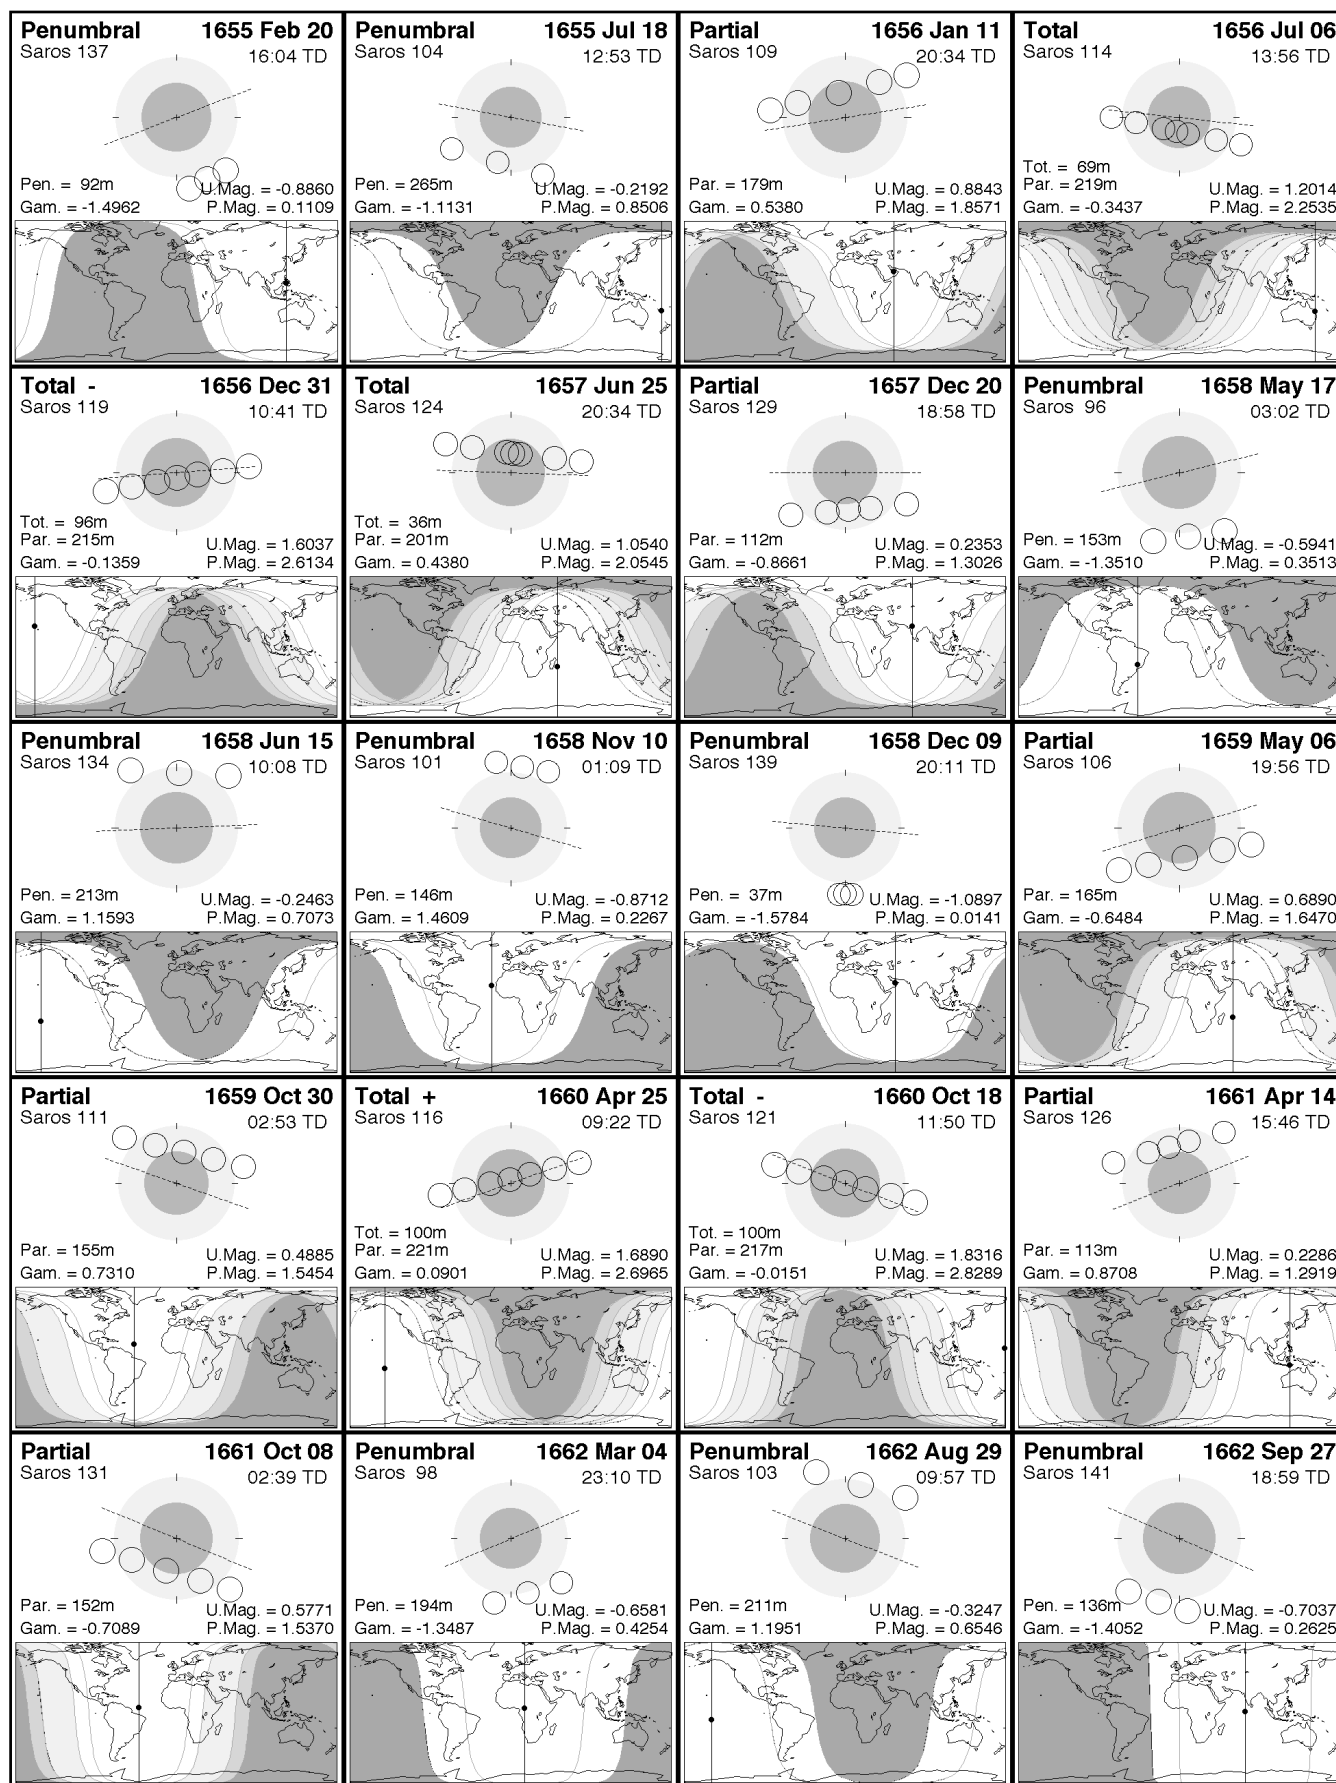 Penumbral 1655 Feb 20
Saros 137 16:04 TD
Pen. = 92m U.Mag. = -0.8860
Gam. = -1.4962 P.Mag. = 0.1109
Penumbral 1655 Jul 18
Saros 104 12:53 TD
Pen. = 265m U.Mag. = -0.2192
Gam. = -1.1131 P.Mag. = 0.8506
Partial 1656 Jan 11
Saros 109 20:34 TD
Par. = 179m U.Mag. = 0.8843
Gam. = 0.5380 P.Mag. = 1.8571
Total 1656 Jul 06
Saros 114 13:56 TD
Tot. = 69m
Par. = 219m U.Mag. = 1.2014
Gam. = -0.3437 P.Mag. = 2.2535
Total - 1656 Dec 31
Saros 119 10:41 TD
Tot. = 96m
Par. = 215m U.Mag. = 1.6037
Gam. = -0.1359 P.Mag. = 2.6134
Total 1657 Jun 25
Saros 124 20:34 TD
Tot. = 36m
Par. = 201m U.Mag. = 1.0540
Gam. = 0.4380 P.Mag. = 2.0545
Partial 1657 Dec 20
Saros 129 18:58 TD
Par. = 112m U.Mag. = 0.2353
Gam. = -0.8661 P.Mag. = 1.3026
Penumbral 1658 May 17
Saros 96 03:02 TD
Pen. = 153m U.Mag. = -0.5941
Gam. = -1.3510 P.Mag. = 0.3513
Penumbral 1658 Jun 15
Saros 134 10:08 TD
Pen. = 213m U.Mag. = -0.2463
Gam. = 1.1593 P.Mag. = 0.7073
Penumbral 1658 Nov 10
Saros 101 01:09 TD
Pen. = 146m U.Mag. = -0.8712
Gam. = 1.4609 P.Mag. = 0.2267
Penumbral 1658 Dec 09
Saros 139 20:11 TD
Pen. = 37m U.Mag. = -1.0897
Gam. = -1.5784 P.Mag. = 0.0141
Partial 1659 May 06
Saros 106 19:56 TD
Par. = 165m U.Mag. = 0.6890
Gam. = -0.6484 P.Mag. = 1.6470
Partial 1659 Oct 30
Saros 111 02:53 TD
Par. = 155m U.Mag. = 0.4885
Gam. = 0.7310 P.Mag. = 1.5454
Total + 1660 Apr 25
Saros 116 09:22 TD
Tot. = 100m
Par. = 221m U.Mag. = 1.6890
Gam. = 0.0901 P.Mag. = 2.6965
Total - 1660 Oct 18
Saros 121 11:50 TD
Tot. = 100m
Par. = 217m U.Mag. = 1.8316
Gam. = -0.0151 P.Mag. = 2.8289
Partial 1661 Apr 14
Saros 126 15:46 TD
Par. = 113m U.Mag. = 0.2286
Gam. = 0.8708 P.Mag. = 1.2919
Partial 1661 Oct 08
Saros 131 02:39 TD
Par. = 152m U.Mag. = 0.5771
Gam. = -0.7089 P.Mag. = 1.5370
Penumbral 1662 Mar 04
Saros 98 23:10 TD
Pen. = 194m U.Mag. = -0.6581
Gam. = -1.3487 P.Mag. = 0.4254
Penumbral 1662 Aug 29
Saros 103 09:57 TD
Pen. = 211m U.Mag. = -0.3247
Gam. = 1.1951 P.Mag. = 0.6546
Penumbral 1662 Sep 27
Saros 141 18:59 TD
Pen. = 136m U.Mag. = -0.7037
Gam. = -1.4052 P.Mag. = 0.2625